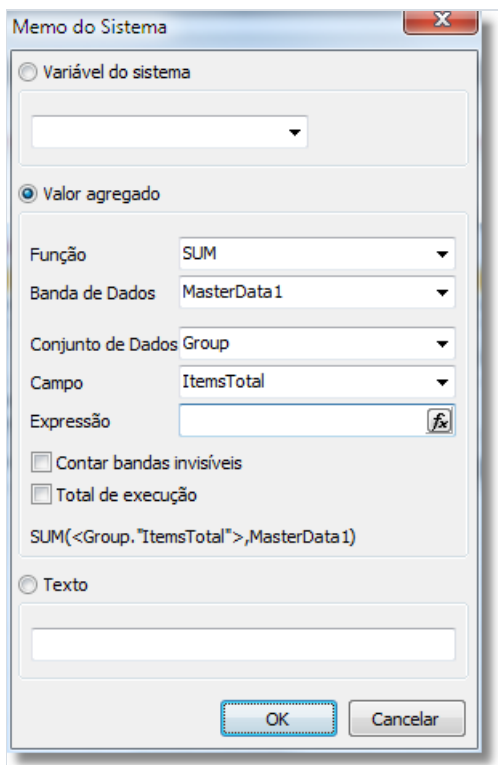 Memo do Sistema
Variável do sistema
Valor agregado
Função SUM
Banda de Dados MasterData1
Conjunto de Dados Group
Campo ItemsTotal
Expressão fx
Contar bandas invisíveis
Total de execução
SUM(<Group."ItemsTotal">,MasterData1)
Texto
OK Cancelar